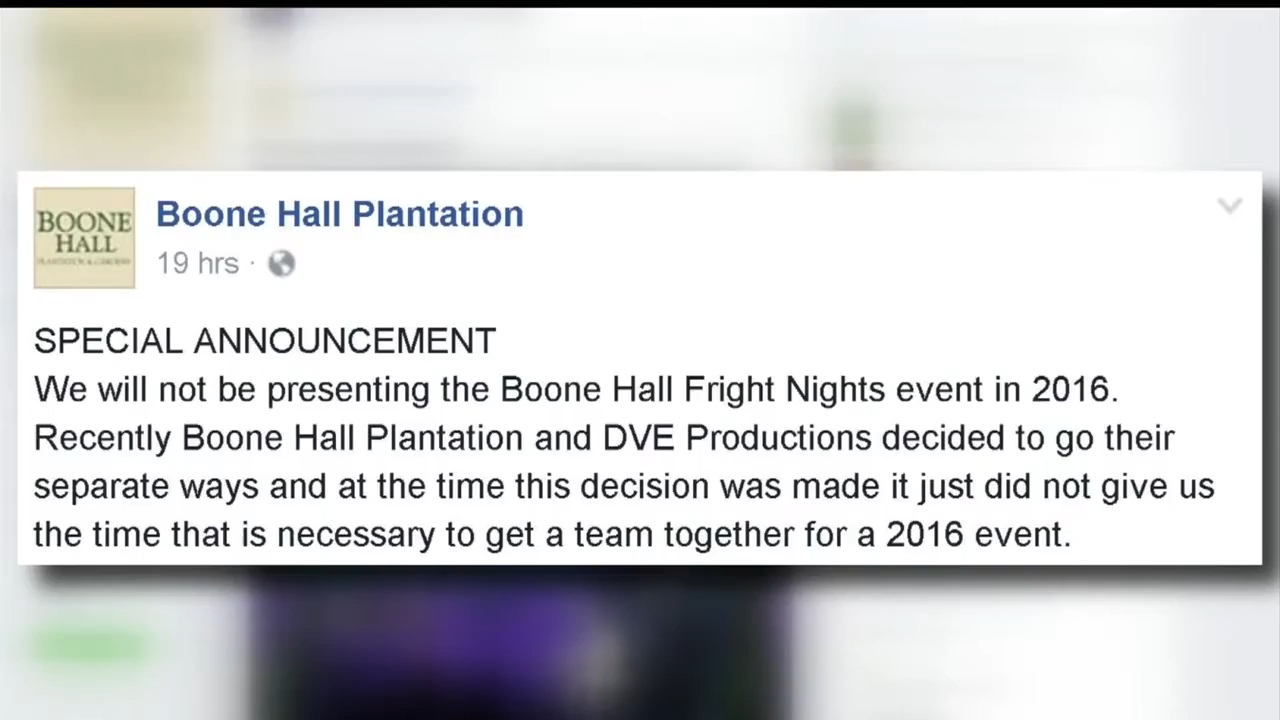 BOONE
HALL
PLANTATION & GARDENS
Boone Hall Plantation
19 hrs ·
SPECIAL ANNOUNCEMENT
We will not be presenting the Boone Hall Fright Nights event in 2016.
Recently Boone Hall Plantation and DVE Productions decided to go their
separate ways and at the time this decision was made it just did not give us
the time that is necessary to get a team together for a 2016 event.